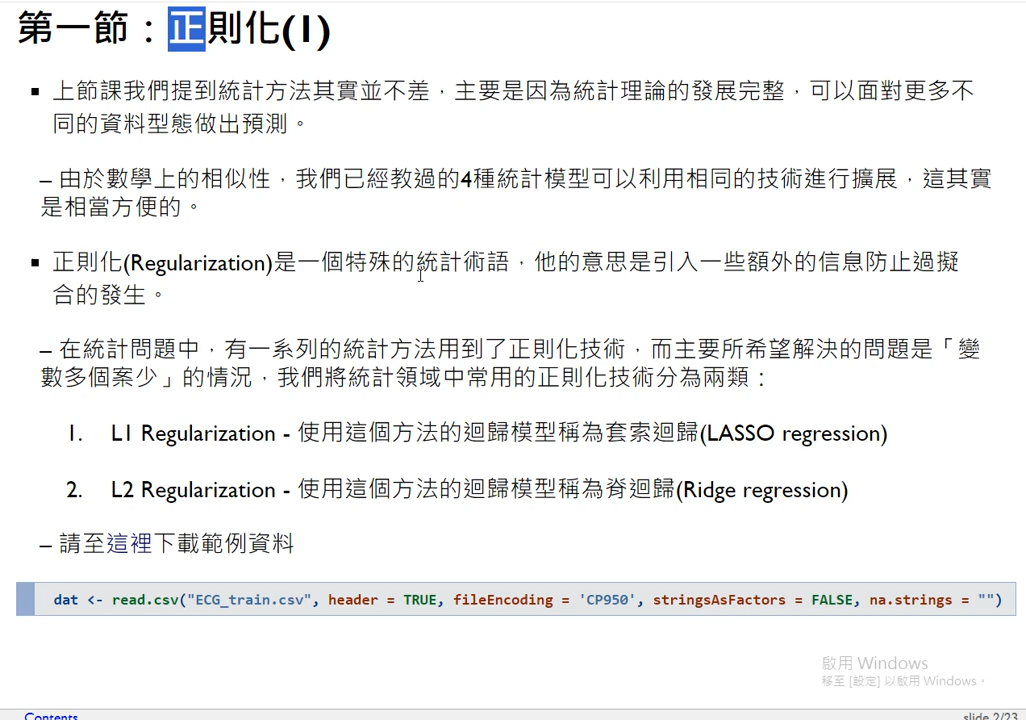 第一節：正則化(1)
▪ 上節課我們提到統計方法其實並不差，主要是因為統計理論的發展完整，可以面對更多不
同的資料型態做出預測。
– 由於數學上的相似性，我們已經教過的4種統計模型可以利用相同的技術進行擴展，這其實
是相當方便的。
▪ 正則化(Regularization)是一個特殊的統計術語，他的意思是引入一些額外的信息防止過擬
合的發生。
– 在統計問題中，有一系列的統計方法用到了正則化技術，而主要所希望解決的問題是「變
數多個案少」的情況，我們將統計領域中常用的正則化技術分為兩類：
1. L1 Regularization - 使用這個方法的迴歸模型稱為套索迴歸(LASSO regression)
2. L2 Regularization - 使用這個方法的迴歸模型稱為脊迴歸(Ridge regression)
– 請至這裡下載範例資料
dat <- read.csv("ECG_train.csv", header = TRUE, fileEncoding = 'CP950', stringsAsFactors = FALSE, na.strings = "")
啟用 Windows
移至 [設定] 以啟用 Windows。
Contents
slide 2/23